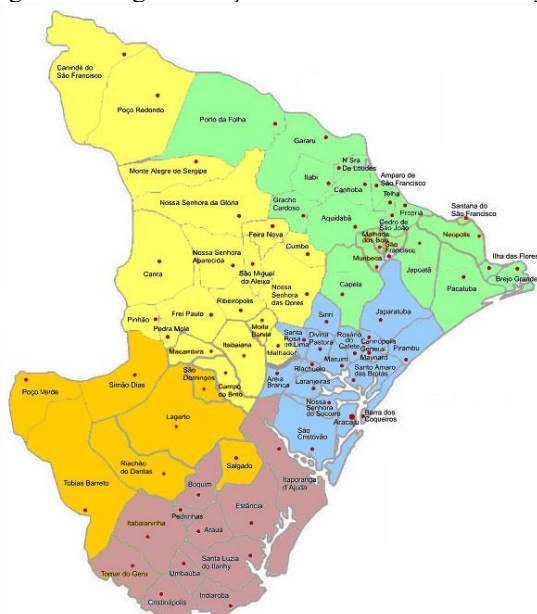 Canindé do
São Francisco
Poço Redondo
Porto da Folha
Gararu
N'Sra
De Lourdes
Monte Alegre de Sergipe
Itabi
Canhoba
Amparo de
São Francisco
Telha
Nossa Senhora da Glória
Gracho
Cardoso
Propriá
Santana do
São Francisco
Aquidabã
Cedro de
São João
Feira Nova
Malhada
dos Bois
São
Francisco
Neópolis
Ilha das Flores
Nossa Senhora
Aparecida
Cumbe
Muribeca
Japoatã
Brejo Grande
Carira
São Miguel
do Aleixo
Pacatuba
Nossa
Senhora
das Dores
Capela
Ribeirópolis
Pinhão
Frei Paulo
Siriri
Japaratuba
Pedra Mole
Moita
Bonita
Santa
Rosa
de Lima
Divina
Pastora
Rosário
do
Catete
Carmópolis
General
Maynard
Pirambu
Macambira
Itabaiana
Malhador
Maruim
Poço Verde
Simão Dias
São
Domingos
Campo
do Brito
Areia
Branca
Riachuelo
Laranjeiras
Santo Amaro
das Brotas
Nossa
Senhora
do Socorro
Barra dos
Coqueiros
Aracaju
Lagarto
São
Cristóvão
Riachão
do Dantas
Salgado
Itaporanga
d'Ajuda
Tobias Barreto
Boquim
Estância
Pedrinhas
Itabaianinha
Arauá
Santa Luzia
do Itanhy
Tomar do Geru
Umbaúba
Cristinápolis
Indiaroba